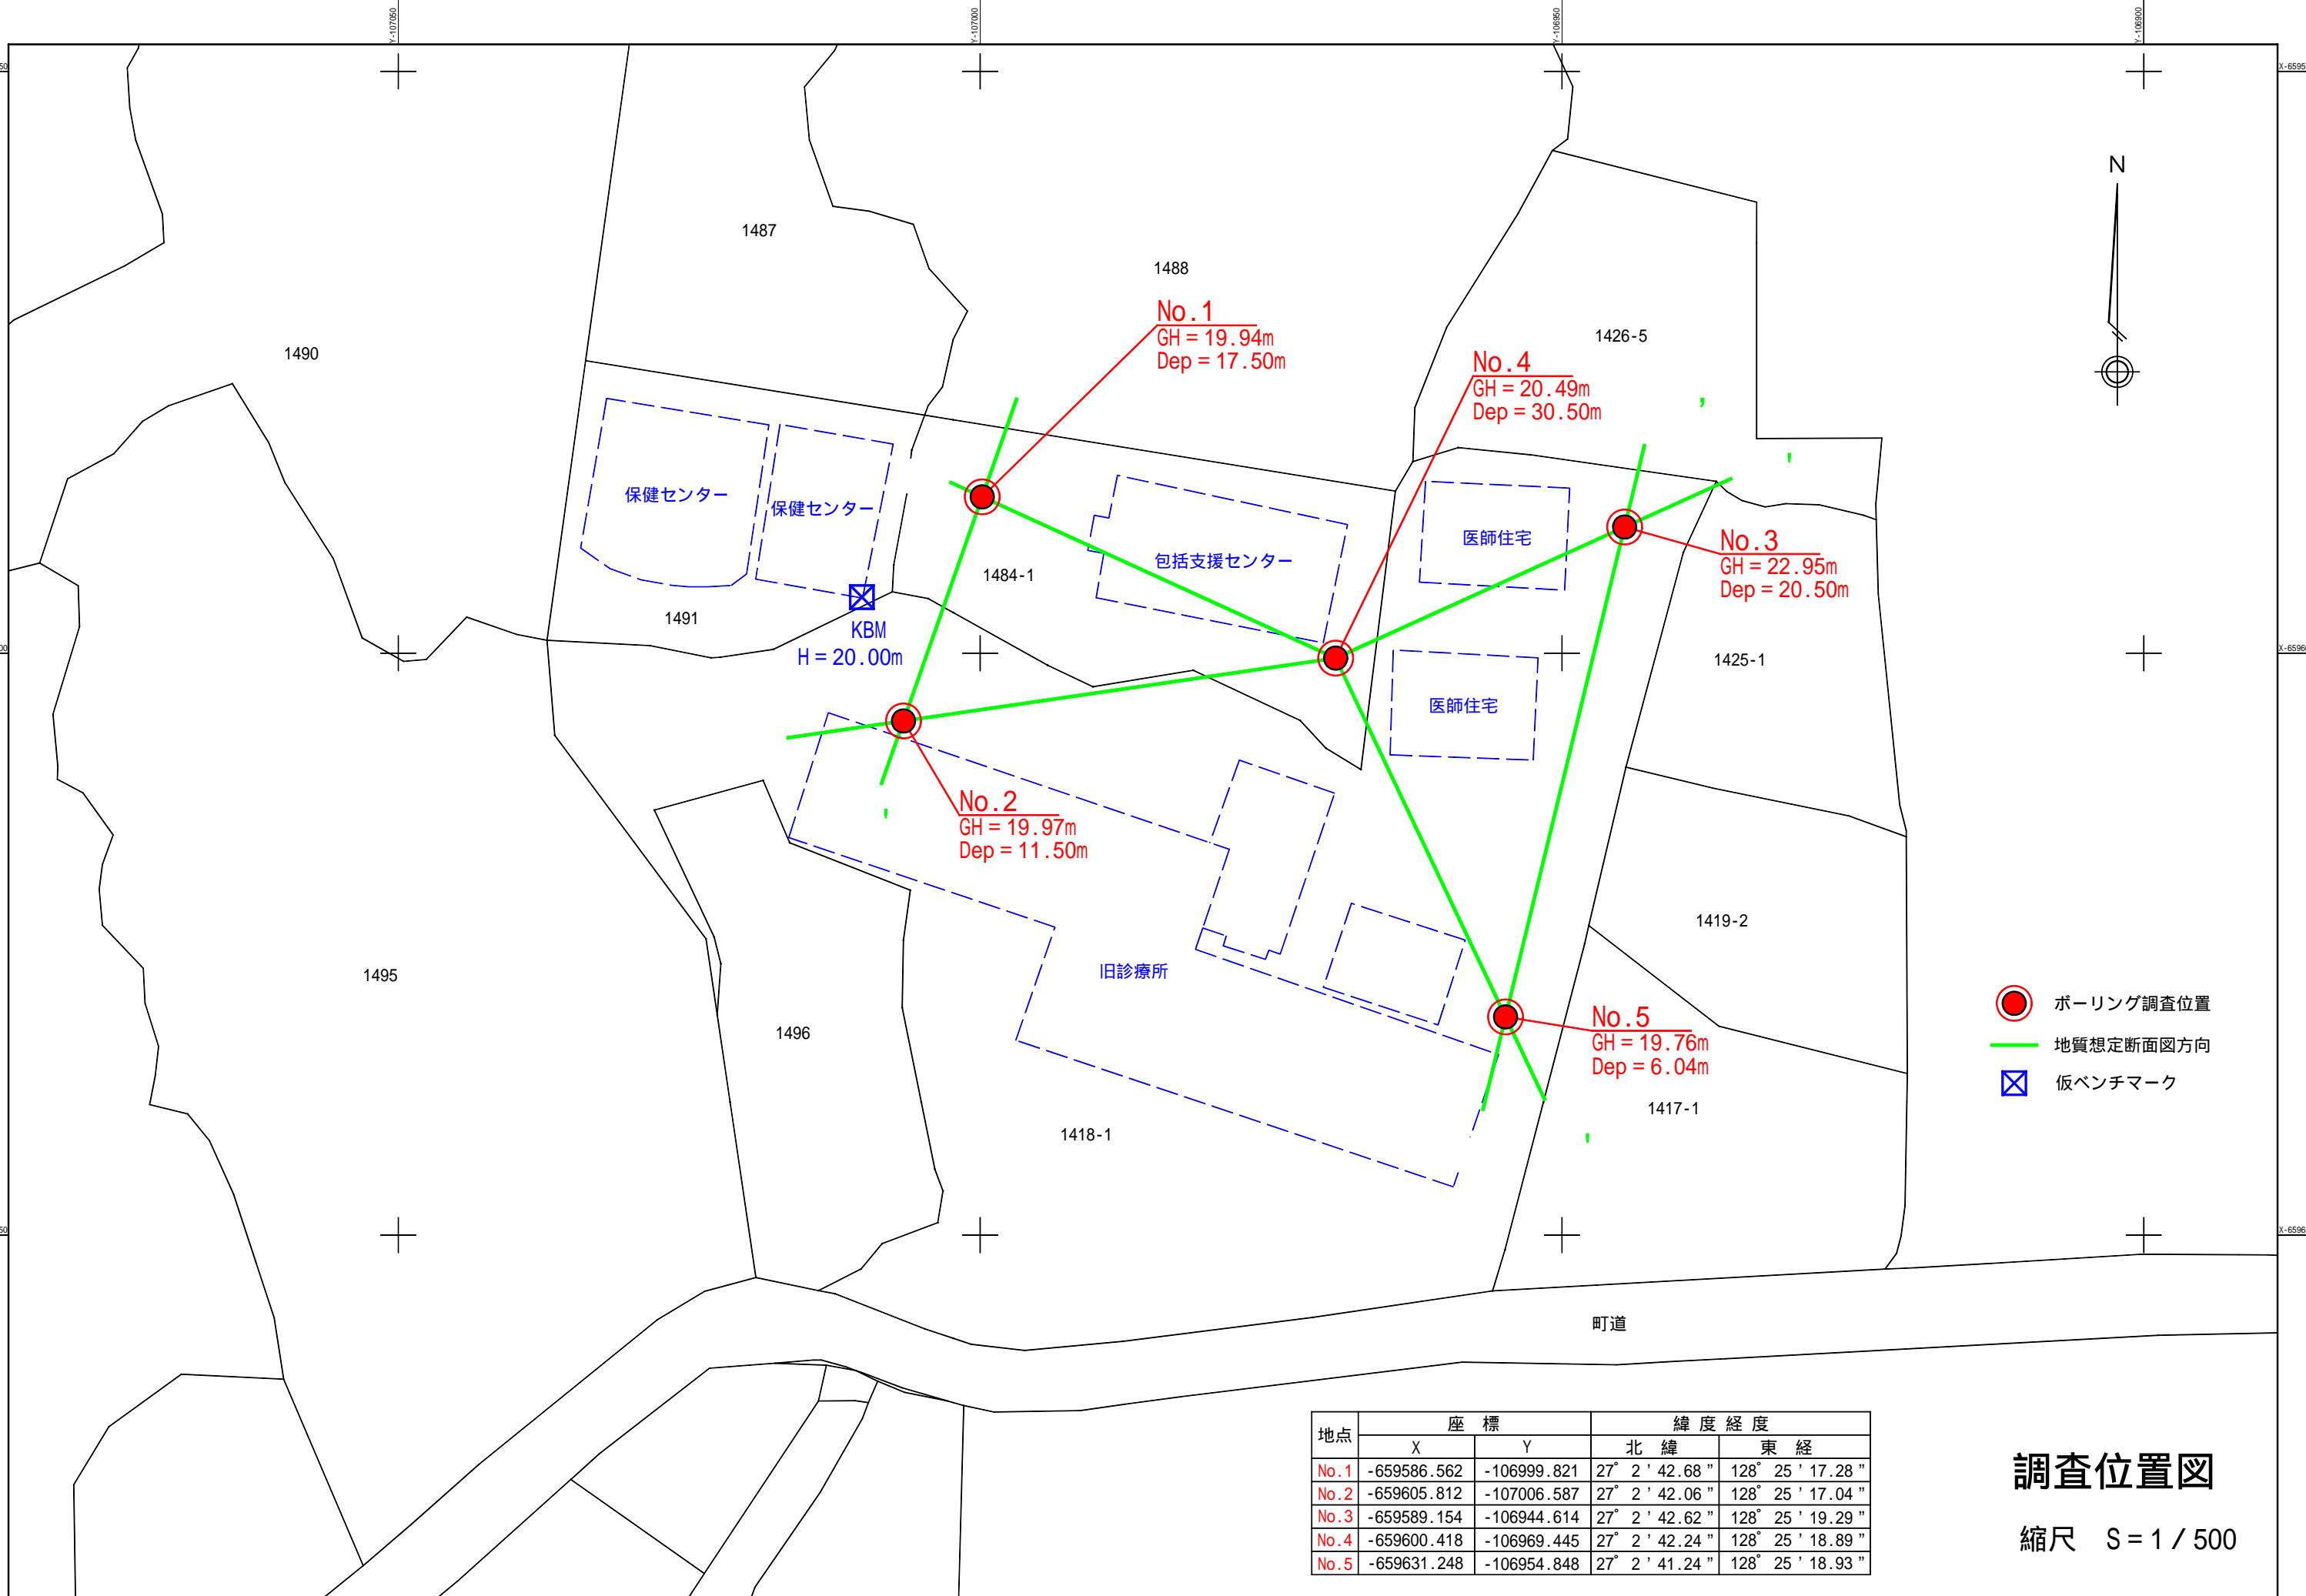 Y-107050
Y-107000
Y-106950
Y-106900
X-6595
N
1487
1488
1490
No.1
GH=19.94m
Dep=17.50m
1426-5
No.4
GH=20.49m
Dep=30.50m
保健センター
保健センター
包括支援センター
医師住宅
No.3
GH=22.95m
Dep=20.50m
1484-1
1491
KBM
H=20.00m
X-6596
1425-1
医師住宅
No.2
GH=19.97m
Dep=11.50m
1419-2
1495
旧診療所
1496
No.5
GH=19.76m
Dep=6.04m
1417-1
1418-1
ボーリング調査位置
地質想定断面図方向
仮ベンチマーク
X-6596
町道
地点 座 標 緯 度 経 度
X Y 北 緯 東 経
No.1 -659586.562 -106999.821 27° 2 ' 42.68 ” 128° 25 ' 17.28 ”
No.2 -659605.812 -107006.587 27° 2 ' 42.06 ” 128° 25 ' 17.04 ”
No.3 -659589.154 -106944.614 27° 2 ' 42.62 ” 128° 25 ' 19.29 ”
No.4 -659600.418 -106969.445 27° 2 ' 42.24 ” 128° 25 ' 18.89 ”
No.5 -659631.248 -106954.848 27° 2 ' 41.24 ” 128° 25 ' 18.93 ”
調査位置図
縮尺 S=1/500